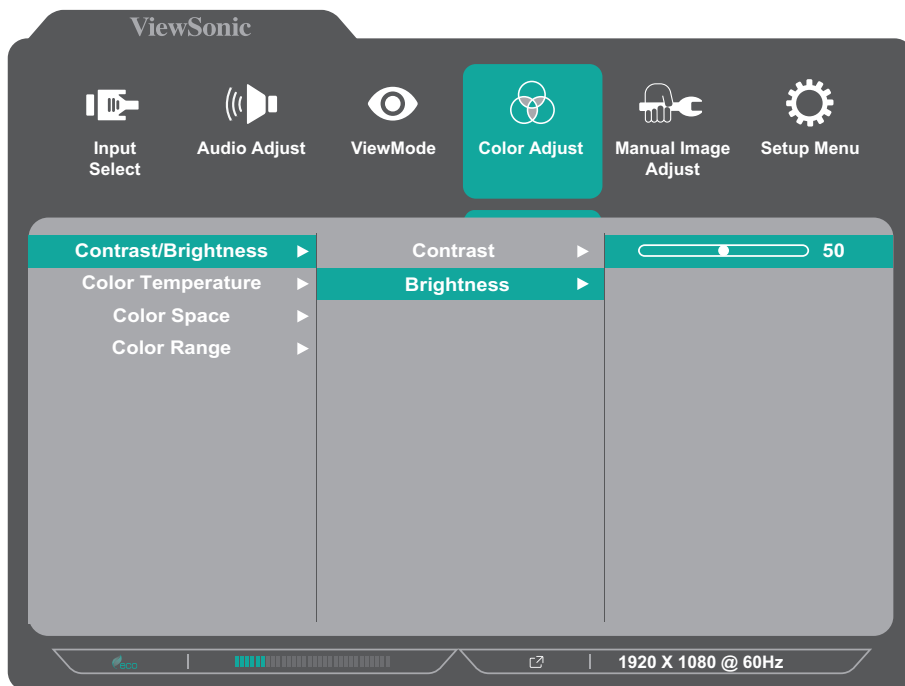 ViewSonic
Input Select
Audio Adjust
ViewMode
Color Adjust
Manual Image Adjust
Setup Menu
Contrast/Brightness
Contrast
50
Color Temperature
Brightness
Color Space
Color Range
eco
1920 X 1080 @ 60Hz